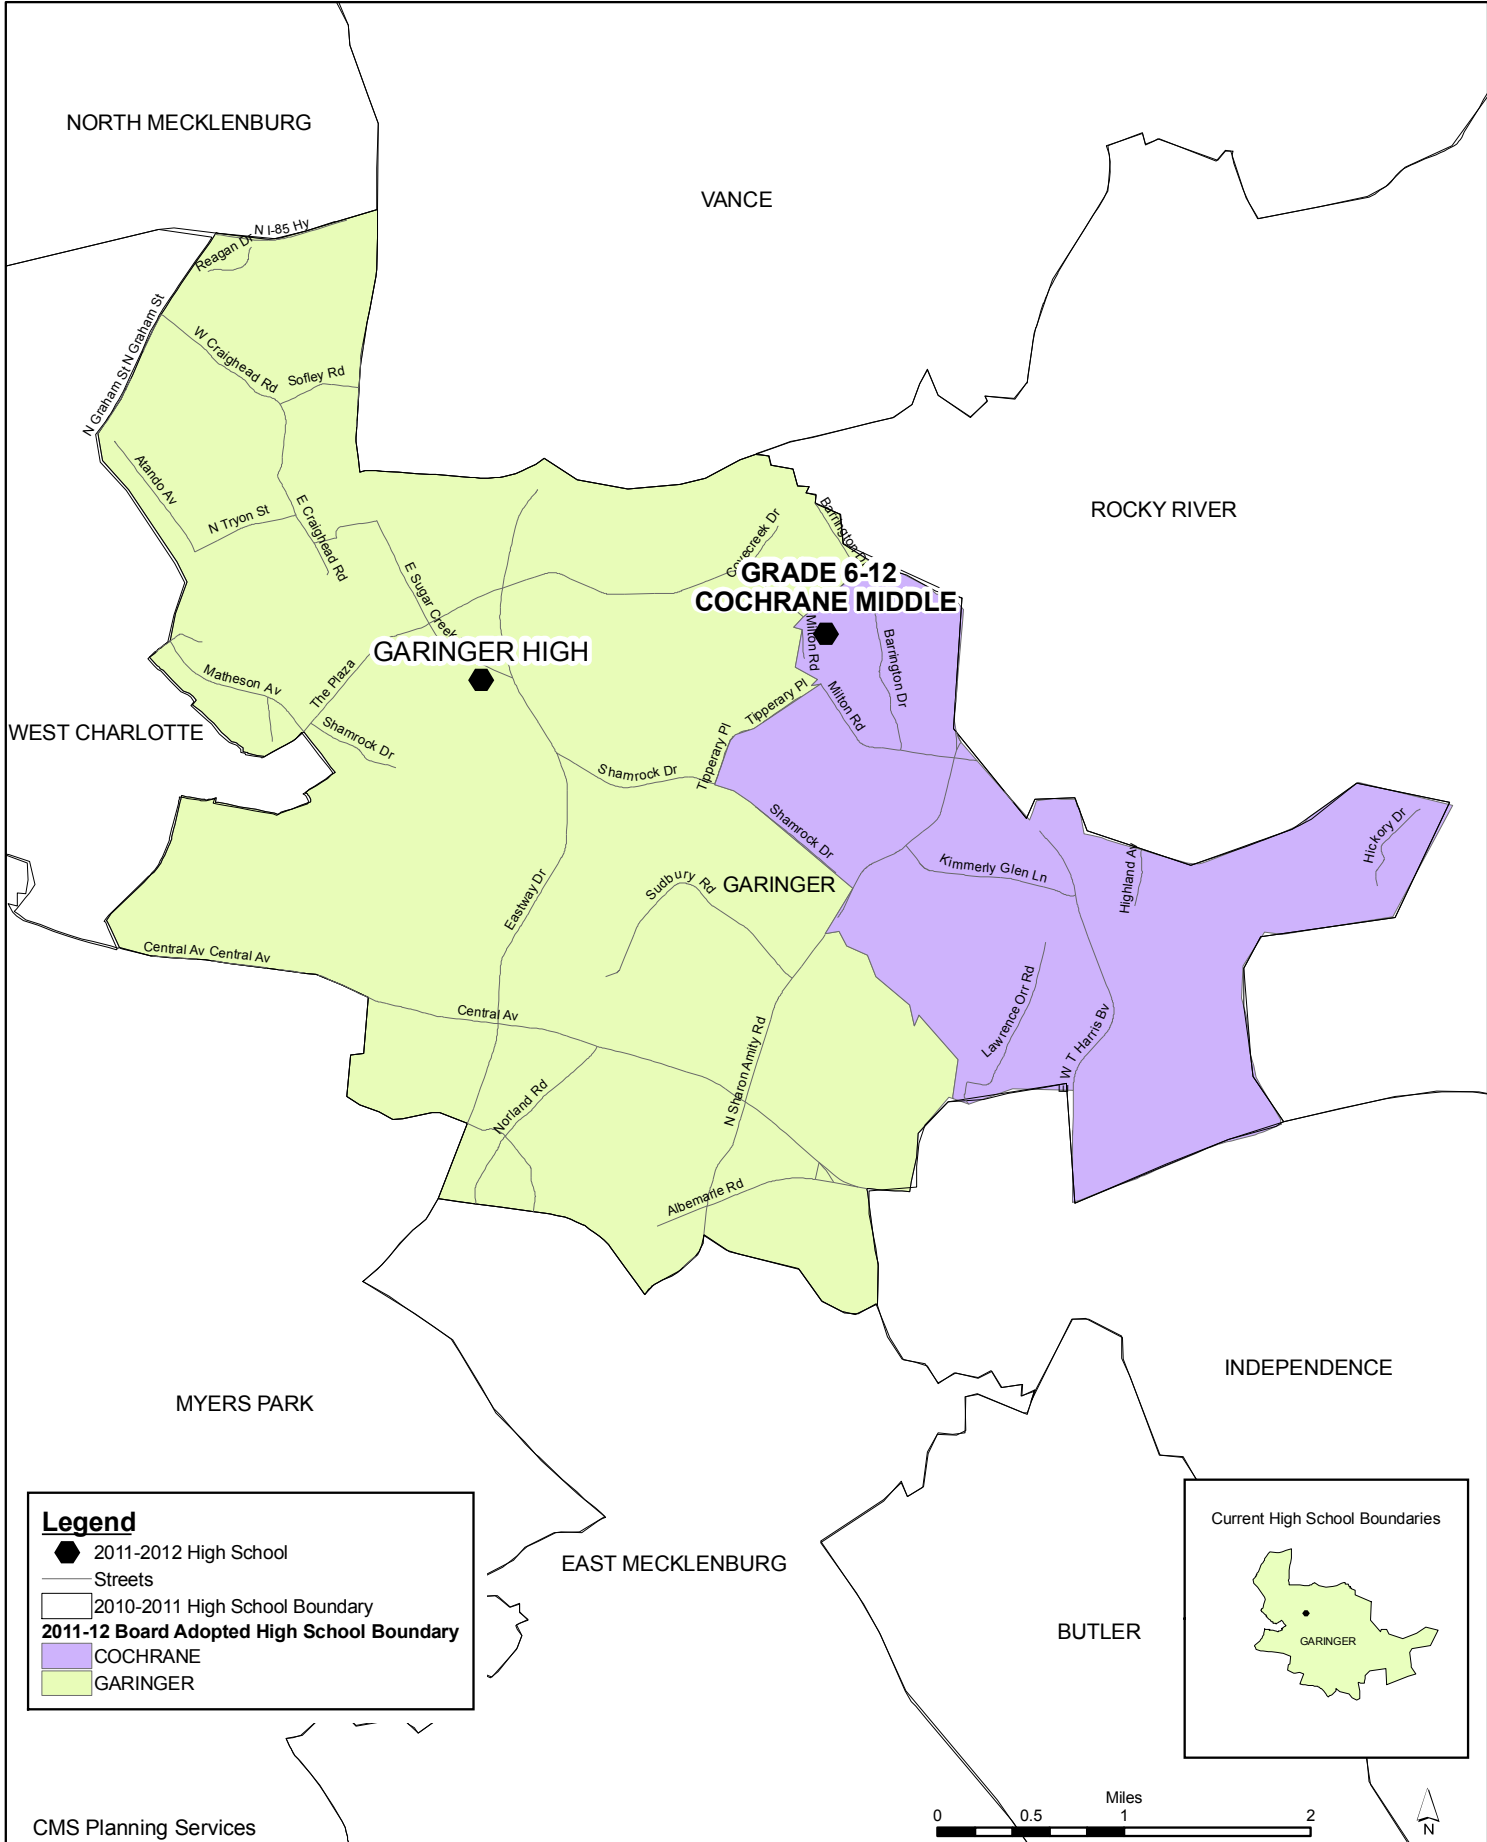 NORTH MECKLENBURG
VANCE
N I-85 Hy
Reagan Dr
N Graham St N Graham St
W Craighead Rd
Sofley Rd
Atando Av
N Tryon St
E Craighead Rd
ROCKY RIVER
Barrington Dr
Covecreek Dr
E Sugar Creek
GRADE 6-12
COCHRANE MIDDLE
GARINGER HIGH
Milton Rd
Barrington Dr
Matheson Av
The Plaza
Tipperary Pl
Milton Rd
WEST CHARLOTTE
Shamrock Dr
Tipperary Pl
Shamrock Dr
Shamrock Dr
Hickory Dr
Kimmerly Glen Ln
Highland Av
Sudbury Rd
GARINGER
Eastway Dr
Central Av Central Av
Central Av
Lawrence Orr Rd
E W T Harris Bv
N Sharon Amity Rd
Norland Rd
Albemarle Rd
INDEPENDENCE
MYERS PARK
EAST MECKLENBURG
BUTLER
Legend
2011-2012 High School
Streets
2010-2011 High School Boundary
2011-12 Board Adopted High School Boundary
COCHRANE
GARINGER
Current High School Boundaries
GARINGER
CMS Planning Services
Miles
0 0.5 1 2
N